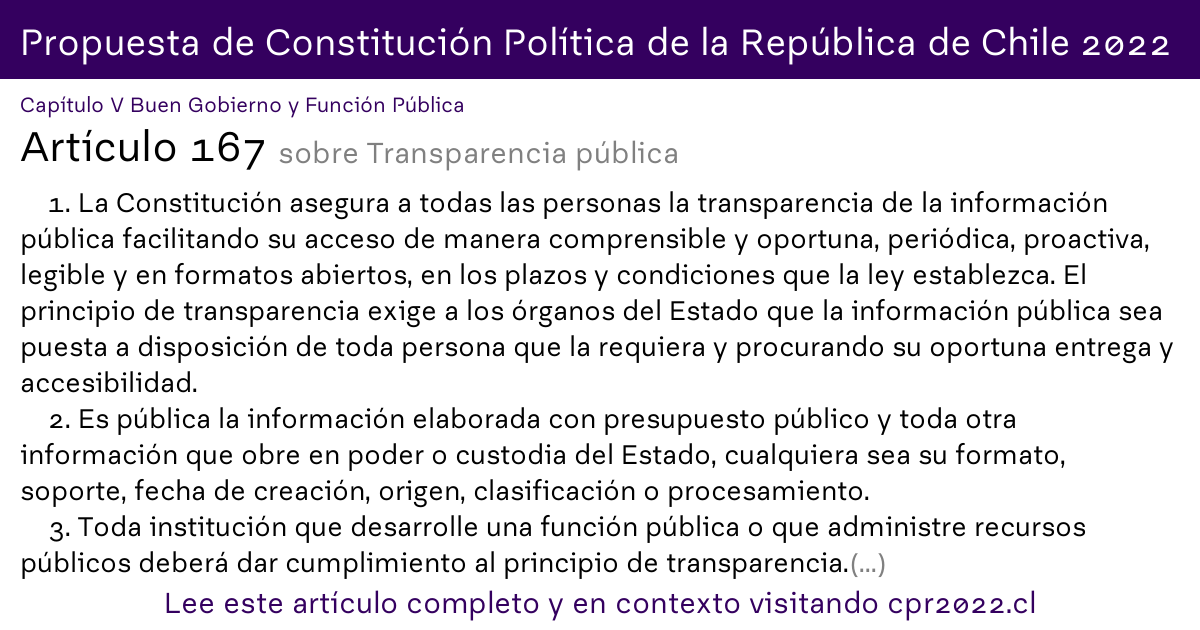 Propuesta de Constitución Política de la República de Chile 2022
Capítulo V Buen Gobierno y Función Pública
Artículo 167 sobre Transparencia pública
1. La Constitución asegura a todas las personas la transparencia de la información
pública facilitando su acceso de manera comprensible y oportuna, periódica, proactiva,
legible y en formatos abiertos, en los plazos y condiciones que la ley establezca. El
principio de transparencia exige a los órganos del Estado que la información pública sea
puesta a disposición de toda persona que la requiera y procurando su oportuna entrega y
accesibilidad.
2. Es pública la información elaborada con presupuesto público y toda otra
información que obre en poder o custodia del Estado, cualquiera sea su formato,
soporte, fecha de creación, origen, clasificación o procesamiento.
3. Toda institución que desarrolle una función pública o que administre recursos
públicos deberá dar cumplimiento al principio de transparencia.(...)
Lee este artículo completo y en contexto visitando cpr2022.cl